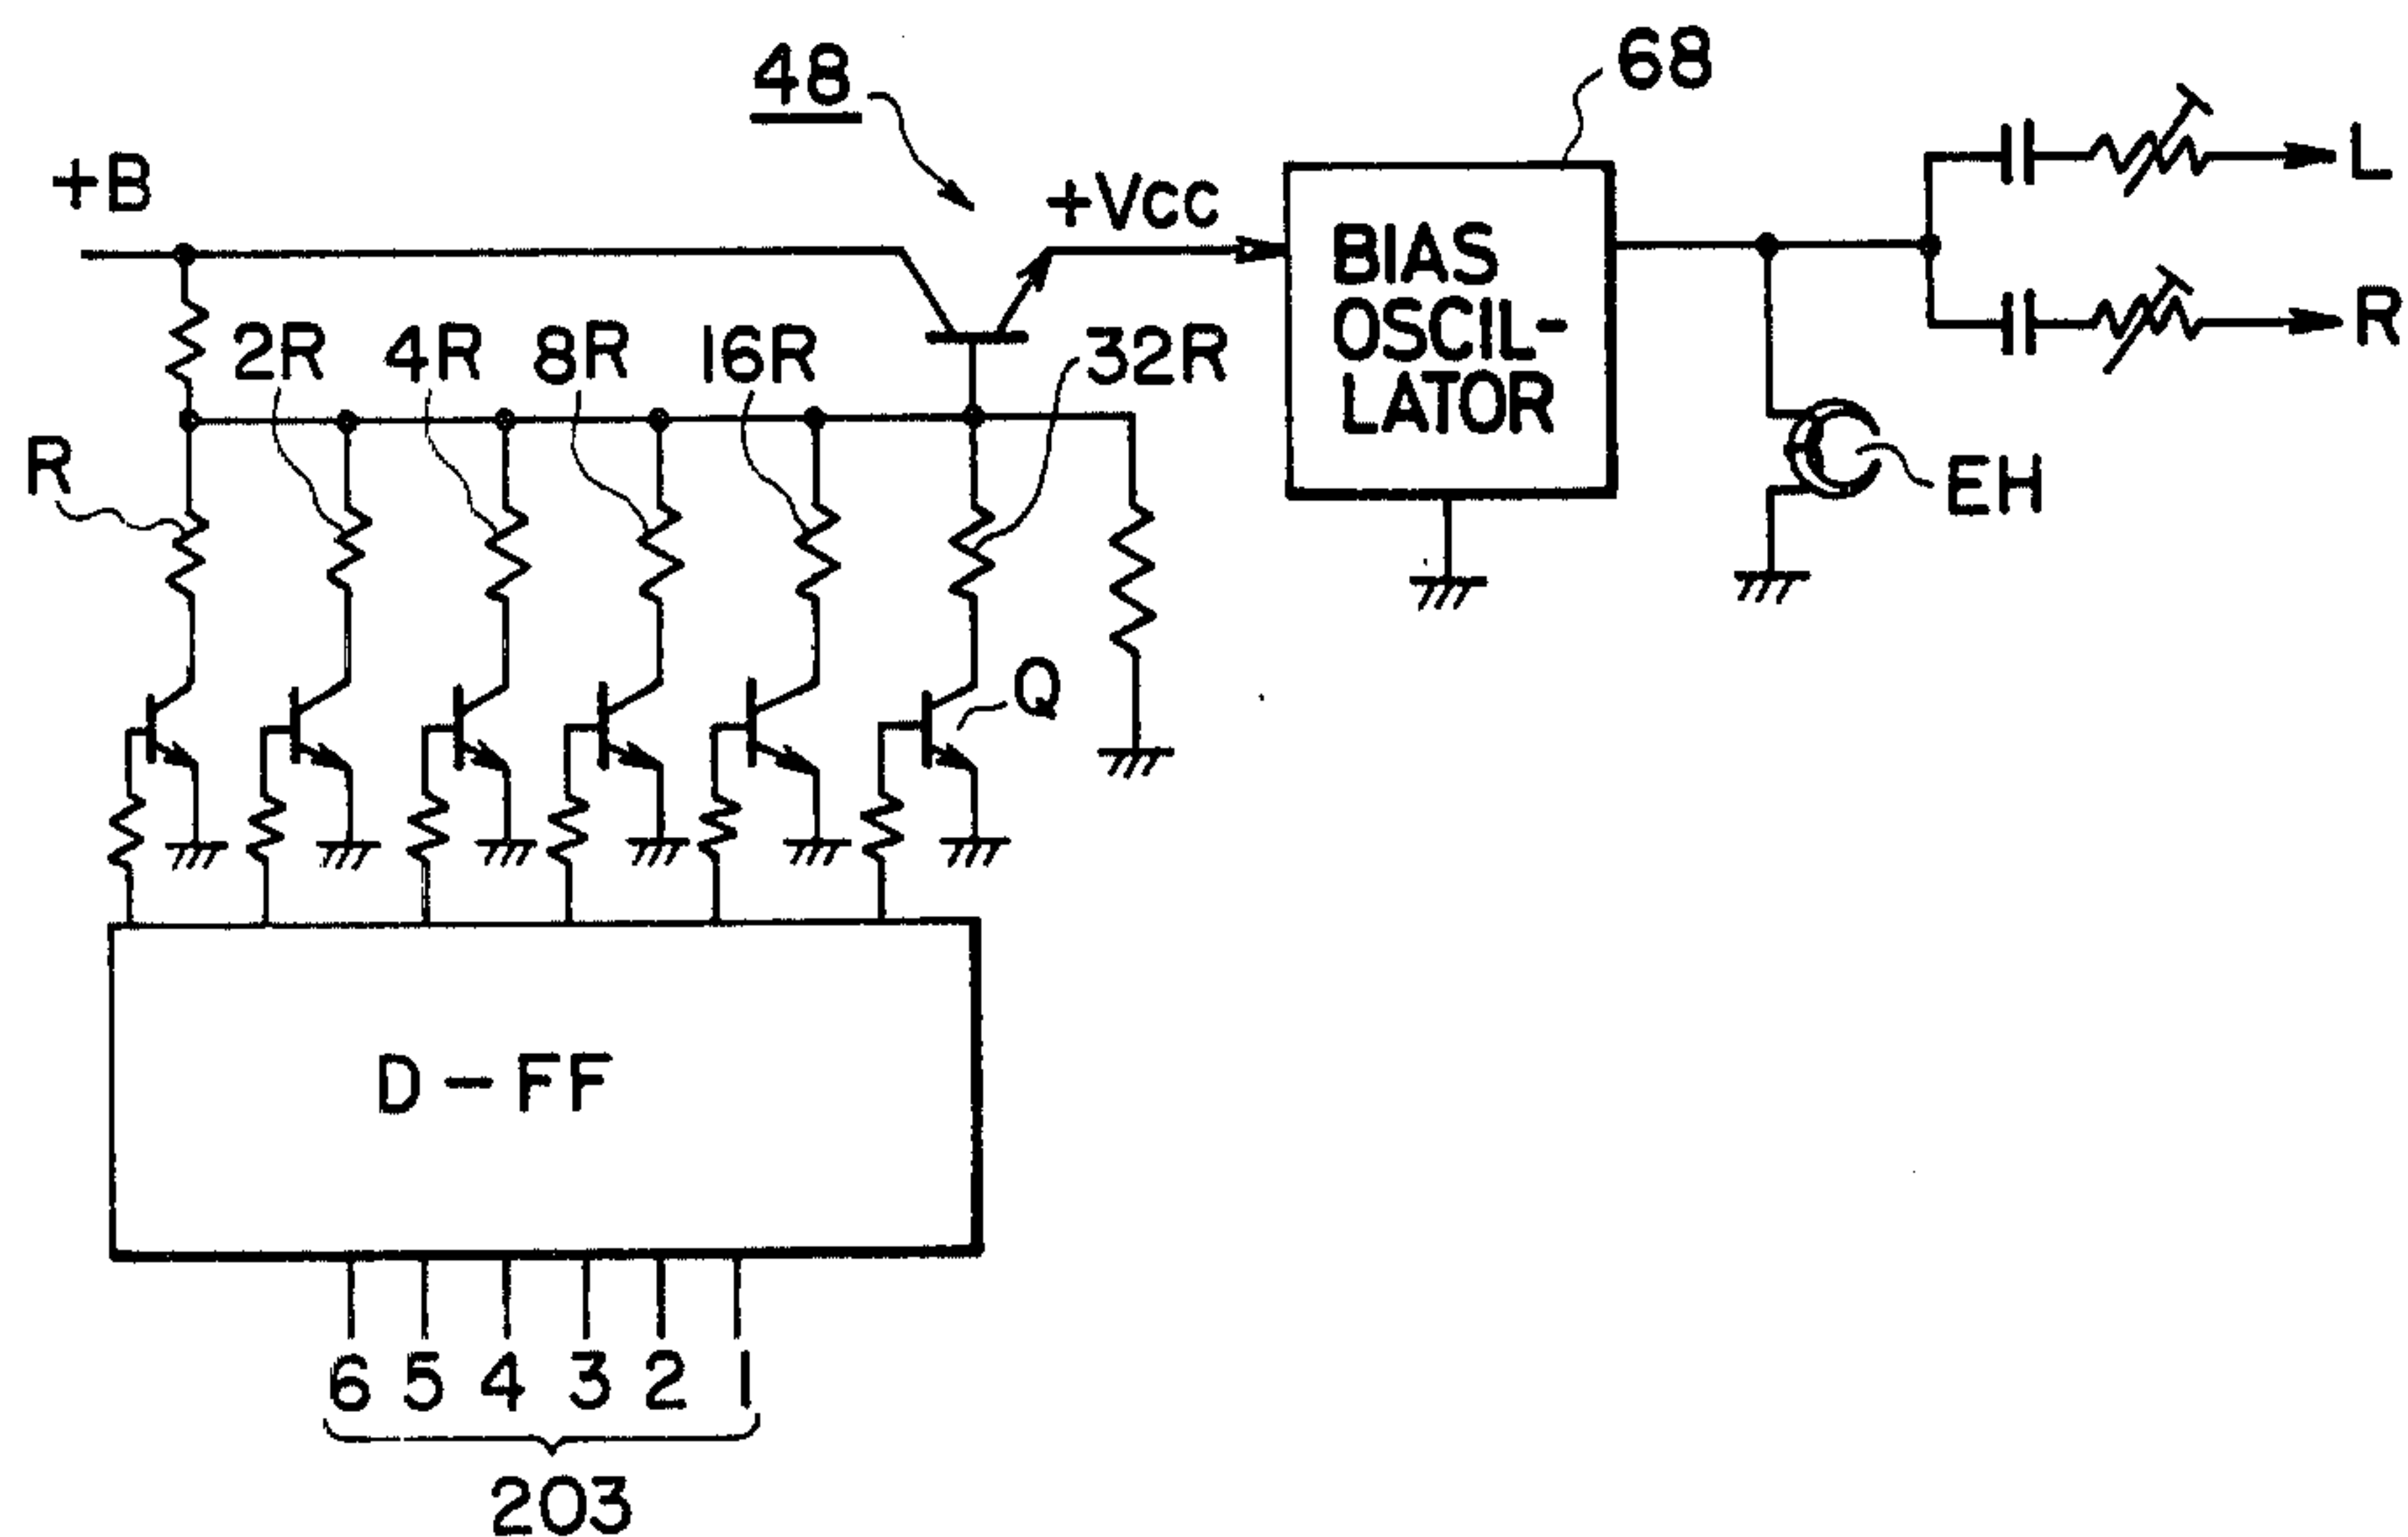 48
68
+B
+VCC
L
BIAS
OSCIL-
LATOR
R
2R
4R
8R
16R
32R
R
EH
Q
D-FF
6 5 4 3 2 1
203